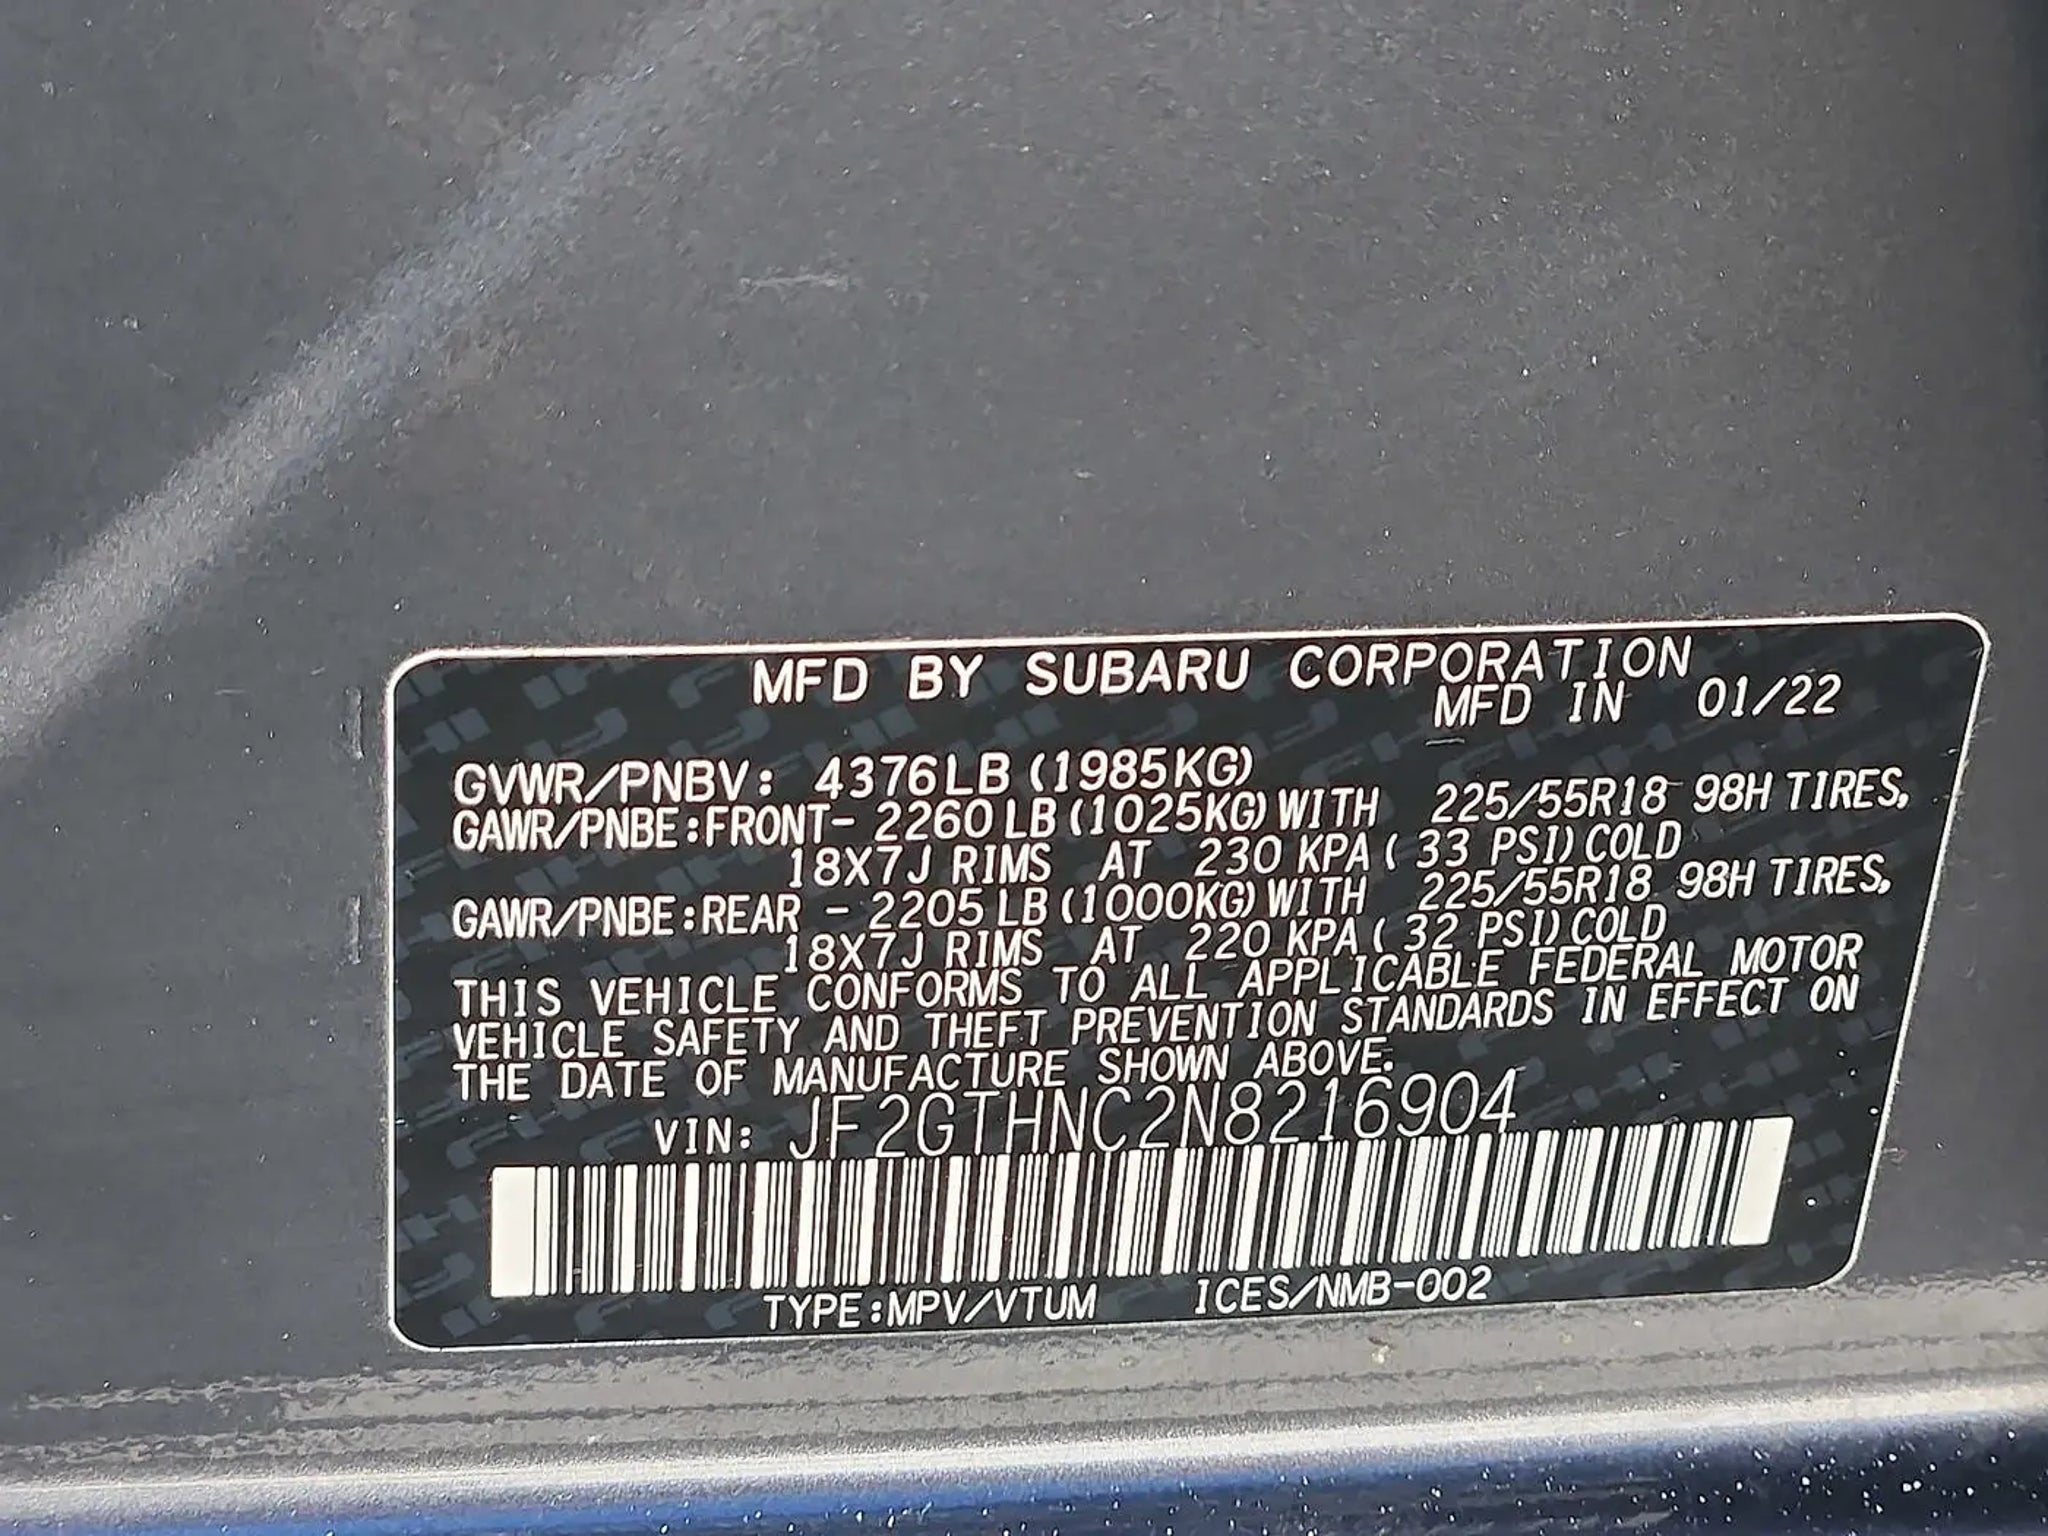 MFD BY SUBARU CORPORATION
MFD IN 01/22
GVWR/PNBV: 4376LB (1985KG)
GAWR/PNBE:FRONT- 2260LB (1025KG) WITH 225/55R18 98H TIRES,
18X7J RIMS AT 230 KPA ( 33 PSI) COLD
GAWR/PNBE:REAR - 2205LB (1000KG) WITH 225/55R18 98H TIRES,
18X7J RIMS AT 220 KPA ( 32 PSI) COLD
THIS VEHICLE CONFORMS TO ALL APPLICABLE FEDERAL MOTOR
VEHICLE SAFETY AND THEFT PREVENTION STANDARDS IN EFFECT ON
THE DATE OF MANUFACTURE SHOWN ABOVE.
VIN: JF2GTHNC2N8216904
TYPE:MPV/VTUM ICES/NMB-002